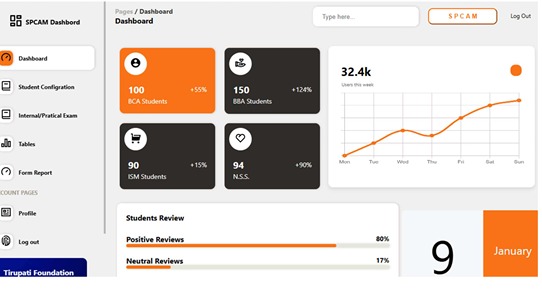 SPCAM Dashbord
Dashboard
Student Configration
Internal/Pratical Exam
Tables
Form Report
COUNT PAGES
Profile
Log out
Tirupati Foundation
Pages / Dashboard
Dashboard
Type here...
SPCAM
Log Out
100
+55%
BCA Students
150
+124%
BBA Students
90
+15%
ISM Students
94
+90%
N.S.S.
32.4k
Users this week
Mon Tue Wed Thu Fri Sat Sun
Students Review
Positive Reviews 80%
Neutral Reviews 17%
9
January